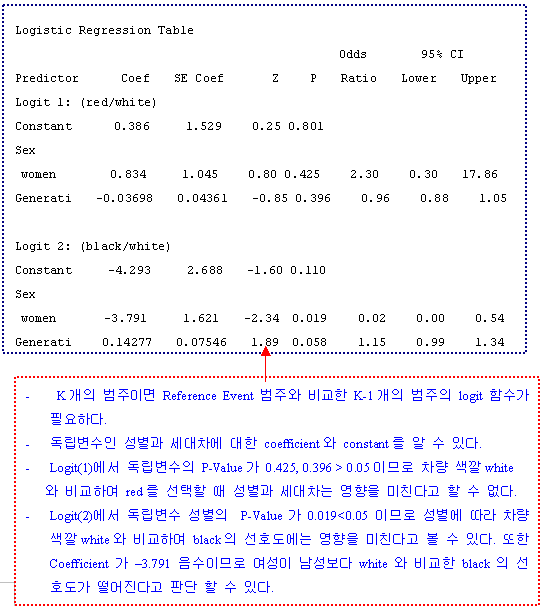 Logistic Regression Table
Odds 95% CI
Predictor Coef SE Coef Z P Ratio Lower Upper
Logit 1: (red/white)
Constant 0.386 1.529 0.25 0.801
Sex
women 0.834 1.045 0.80 0.425 2.30 0.30 17.86
Generati -0.03698 0.04361 -0.85 0.396 0.96 0.88 1.05
Logit 2: (black/white)
Constant -4.293 2.688 -1.60 0.110
Sex
women -3.791 1.621 -2.34 0.019 0.02 0.00 0.54
Generati 0.14277 0.07546 1.89 0.058 1.15 0.99 1.34
- K개의 범주이면 Reference Event 범주와 비교한 K-1개의 범주의 logit 함수가
필요하다.
- 독립변수인 성별과 세대차에 대한 coefficient와 constant를 알 수 있다.
- Logit(1)에서 독립변수의 P-Value가 0.425, 0.396 > 0.05이므로 차량 색깔 white
와 비교하여 red을 선택할 때 성별과 세대차는 영향을 미친다고 할 수 없다.
- Logit(2)에서 독립변수 성별의 P-Value가 0.019<0.05 이므로 성별에 따라 차량
색깔 white와 비교하며 black의 선호도에는 영향을 미친다고 볼 수 있다. 또한
Coefficient가 –3.791 음수이므로 여성이 남성보다 white와 비교한 black의 선
호도가 떨어진다고 판단 할 수 있다.